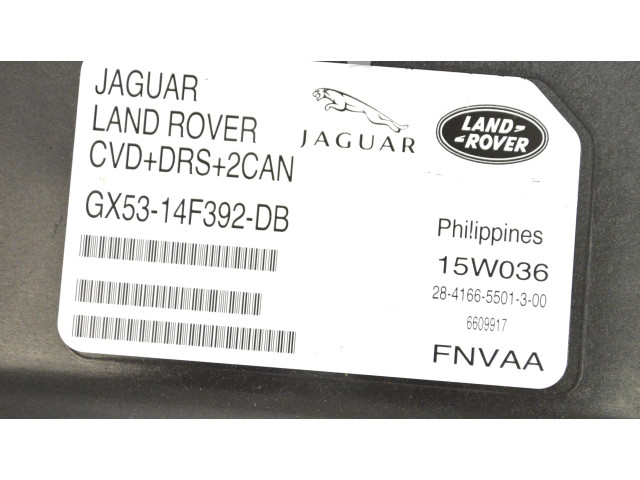 JAGUAR
LAND ROVER
CVD+DRS+2CAN
GX53-14F392-DB
JAGUAR
LAND ROVER
Philippines
15W036
28-4166-5501-3-00
6609917
FNVAA